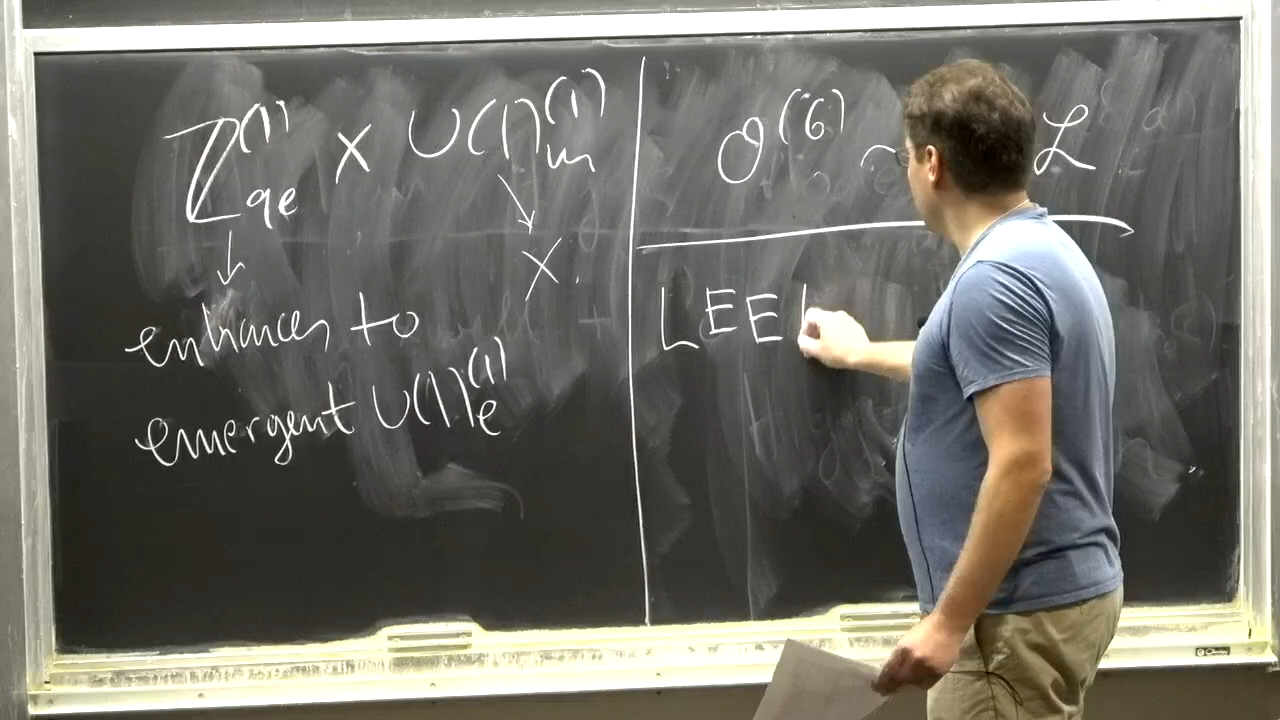 ℤ_{qe}^{(1)} × U(1)_m^{(1)}
↓ ↘
X.
enhances to
emergent U(1)_e^{(1)}
O^{(6)} ℒ
LEE